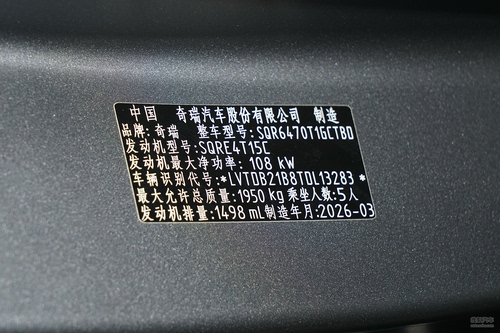 中国 奇瑞汽车股份有限公司 制造
品牌: 奇瑞 整车型号: SQR6470T1GCTBD
发动机型号: SQRE4T15C
发动机最大净功率: 108 kW
车辆识别代号: *LVTDB21B8TDL13283*
最大允许总质量: 1950 kg 乘坐人数: 5人
发动机排量: 1498 mL 制造年月: 2026-03